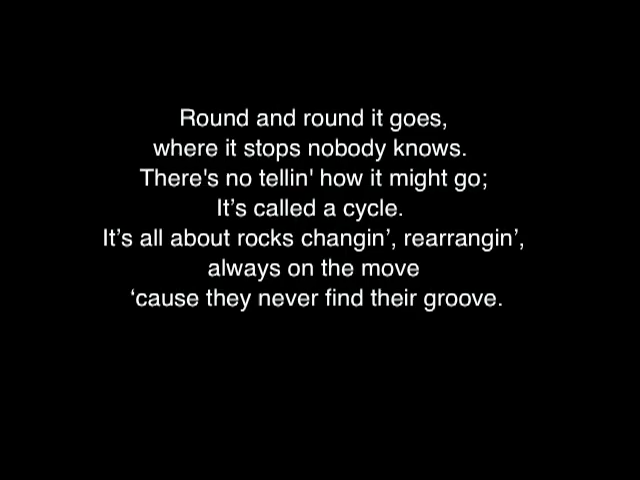 Round and round it goes,
where it stops nobody knows.
There's no tellin' how it might go;
It’s called a cycle.
It’s all about rocks changin’, rearrangin’,
always on the move
‘cause they never find their groove.